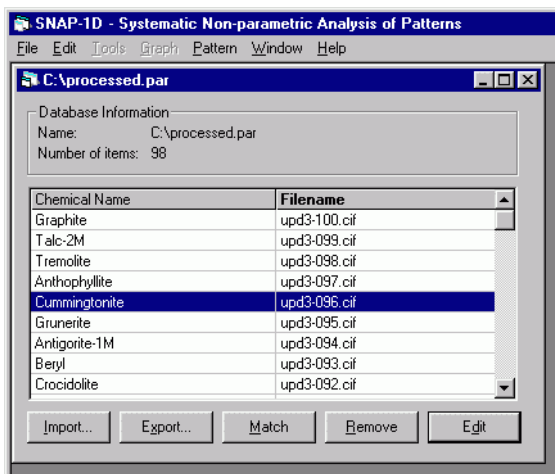 SNAP-1D - Systematic Non-parametric Analysis of Patterns
File Edit Tools Graph Pattern Window Help
C:\processed.par
Database Information
Name: C:\processed.par
Number of items: 98
Chemical Name Filename
Graphite upd3-100.cif
Talc-2M upd3-099.cif
Tremolite upd3-098.cif
Anthophyllite upd3-097.cif
Cummingtonite upd3-096.cif
Grunerite upd3-095.cif
Antigorite-1M upd3-094.cif
Beryl upd3-093.cif
Crocidolite upd3-092.cif
Import... Export... Match Remove Edit